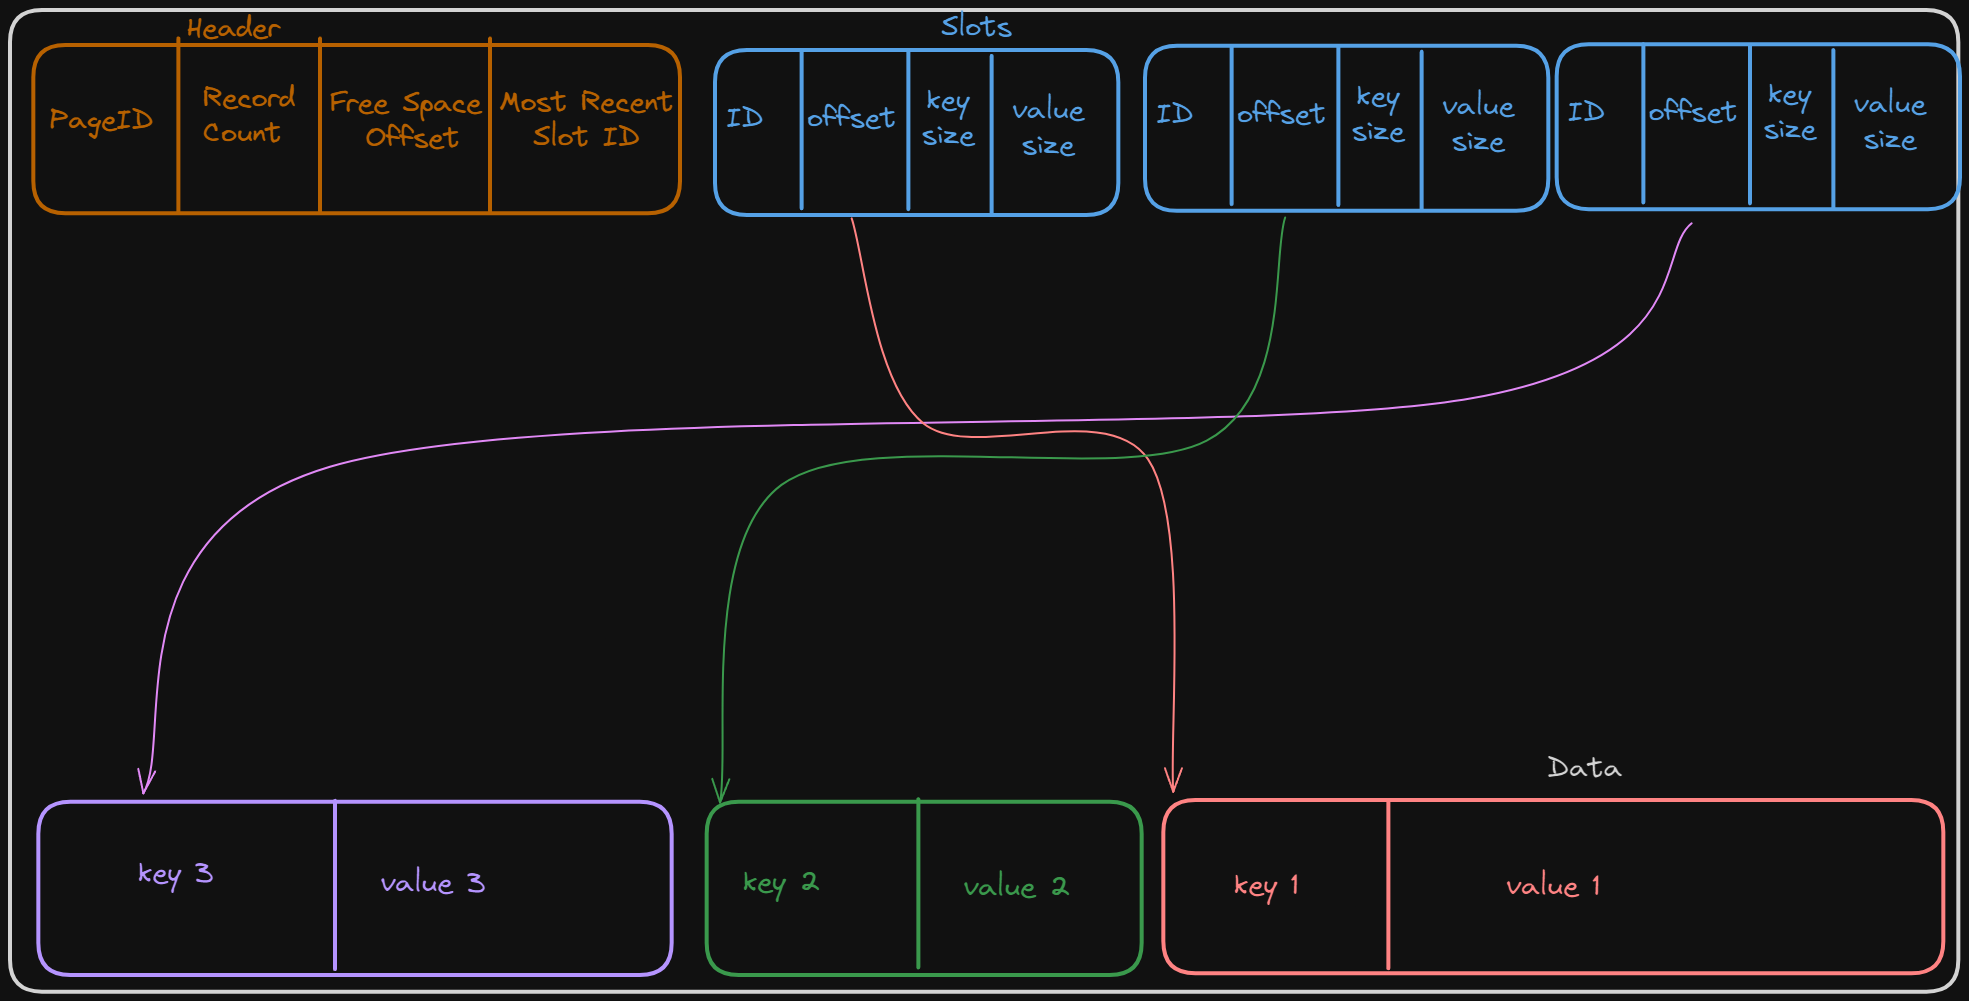 Header
PageID
Record
Count
Free Space
Offset
Most Recent
Slot ID
Slots
ID
offset
key
size
value
size
ID
offset
key
size
value
size
ID
offset
key
size
value
size
Data
key 3
value 3
key 2
value 2
key 1
value 1